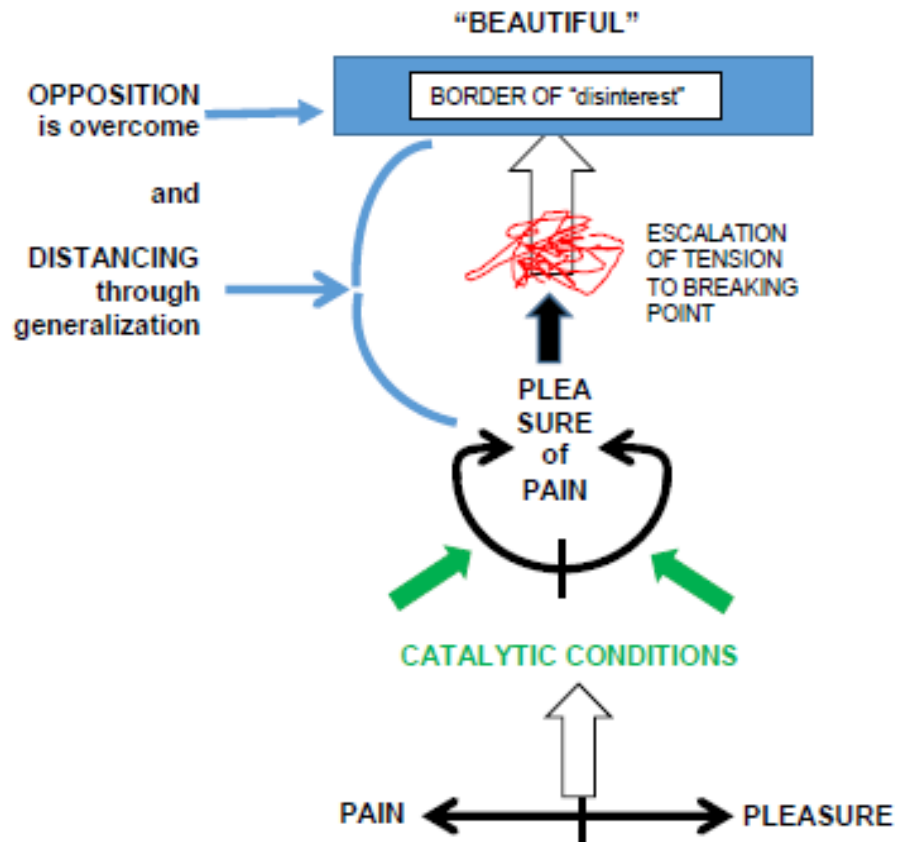 “BEAUTIFUL”
BORDER OF “disinterest”
OPPOSITION
is overcome
and
DISTANCING
through
generalization
ESCALATION
OF TENSION
TO BREAKING
POINT
PLEA
SURE
of
PAIN
CATALYTIC CONDITIONS
PAIN
PLEASURE